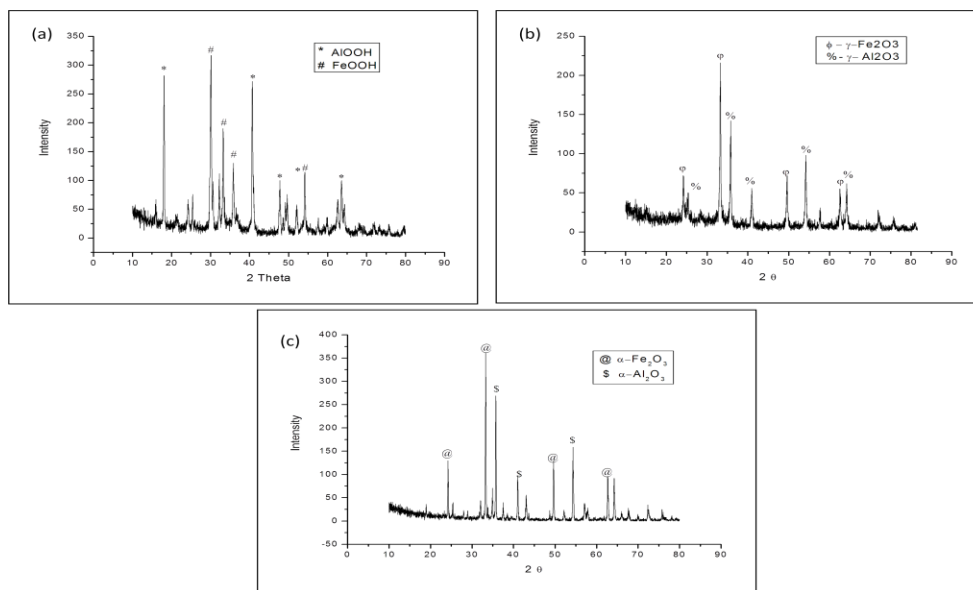 (a)
350
300
250
200
150
100
50
0
Intensity
0 10 20 30 40 50 60 70 80 90
2 Theta
* AlOOH
# FeOOH
* # # # * * * # *
(b)
250
200
150
100
50
0
Intensity
0 10 20 30 40 50 60 70 80 90
2 θ
ϕ – γ–Fe2O3
% - γ– Al2O3
φ % φ % % φ % φ %
(c)
400
350
300
250
200
150
100
50
0
-50
Intensity
0 10 20 30 40 50 60 70 80
2 θ
@ α–Fe₂O₃
$ α–Al₂O₃
@ @ $ $ @ $ @